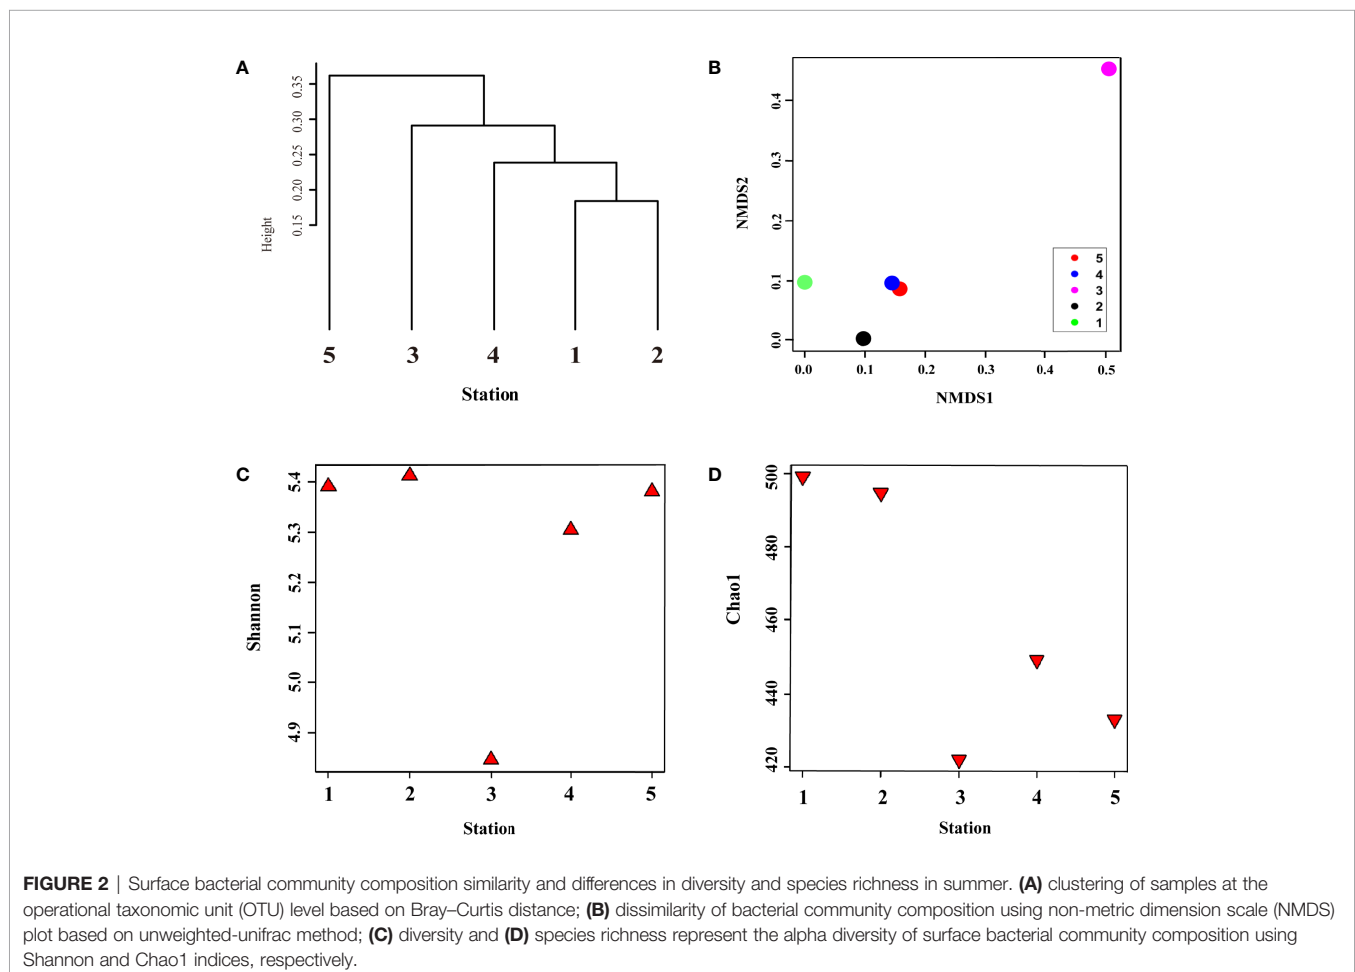 A
0.35
0.30
0.25
0.20
0.15
Height
5 3 4 1 2
Station
B
0.4
0.3
0.2
0.1
0.0
NMDS2
5
4
3
2
1
0.0 0.1 0.2 0.3 0.4 0.5
NMDS1
C
5.4
5.3
5.2
5.1
5.0
4.9
Shannon
1 2 3 4 5
Station
D
500
480
460
440
420
Chao1
1 2 3 4 5
Station
FIGURE 2 | Surface bacterial community composition similarity and differences in diversity and species richness in summer. (A) clustering of samples at the
operational taxonomic unit (OTU) level based on Bray–Curtis distance; (B) dissimilarity of bacterial community composition using non-metric dimension scale (NMDS)
plot based on unweighted-unifrac method; (C) diversity and (D) species richness represent the alpha diversity of surface bacterial community composition using
Shannon and Chao1 indices, respectively.